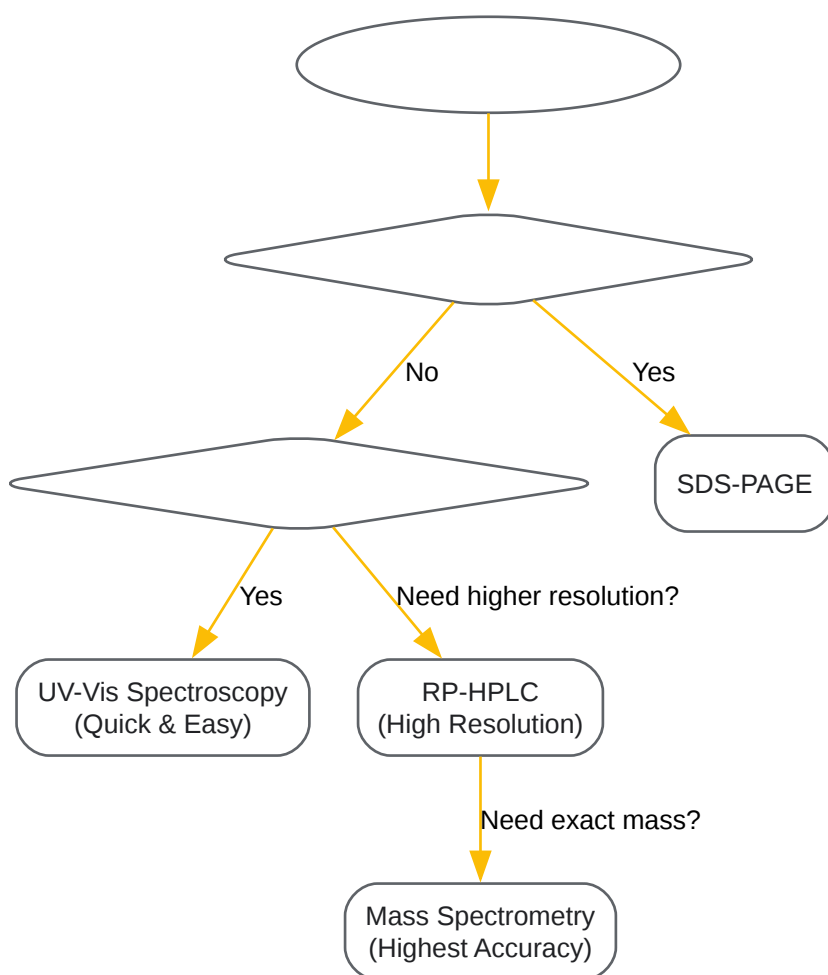 No
Yes
SDS-PAGE
Yes
Need higher resolution?
UV-Vis Spectroscopy
(Quick & Easy)
RP-HPLC
(High Resolution)
Need exact mass?
Mass Spectrometry
(Highest Accuracy)